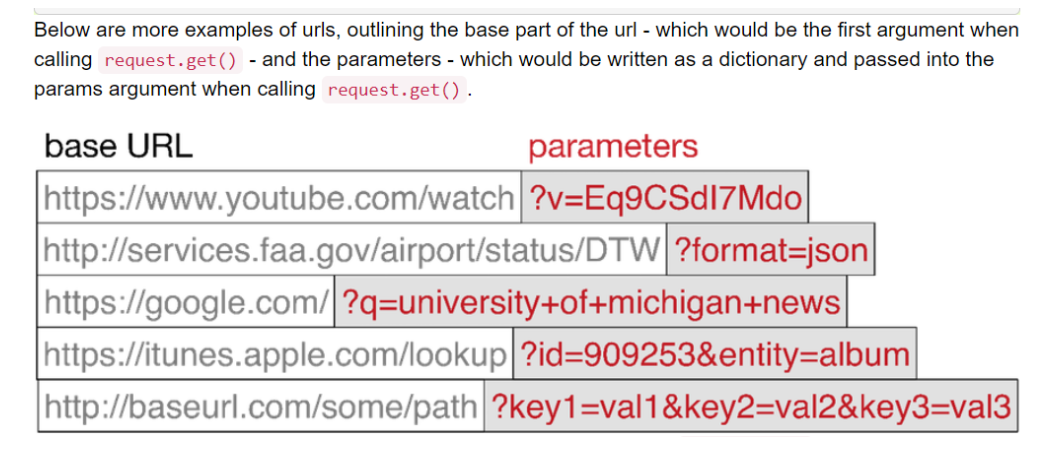 Below are more examples of urls, outlining the base part of the url - which would be the first argument when
calling request.get() - and the parameters - which would be written as a dictionary and passed into the
params argument when calling request.get() .
base URL parameters
https://www.youtube.com/watch ?v=Eq9CSdI7Mdo
http://services.faa.gov/airport/status/DTW ?format=json
https://google.com/ ?q=university+of+michigan+news
https://itunes.apple.com/lookup ?id=909253&entity=album
http://baseurl.com/some/path ?key1=val1&key2=val2&key3=val3